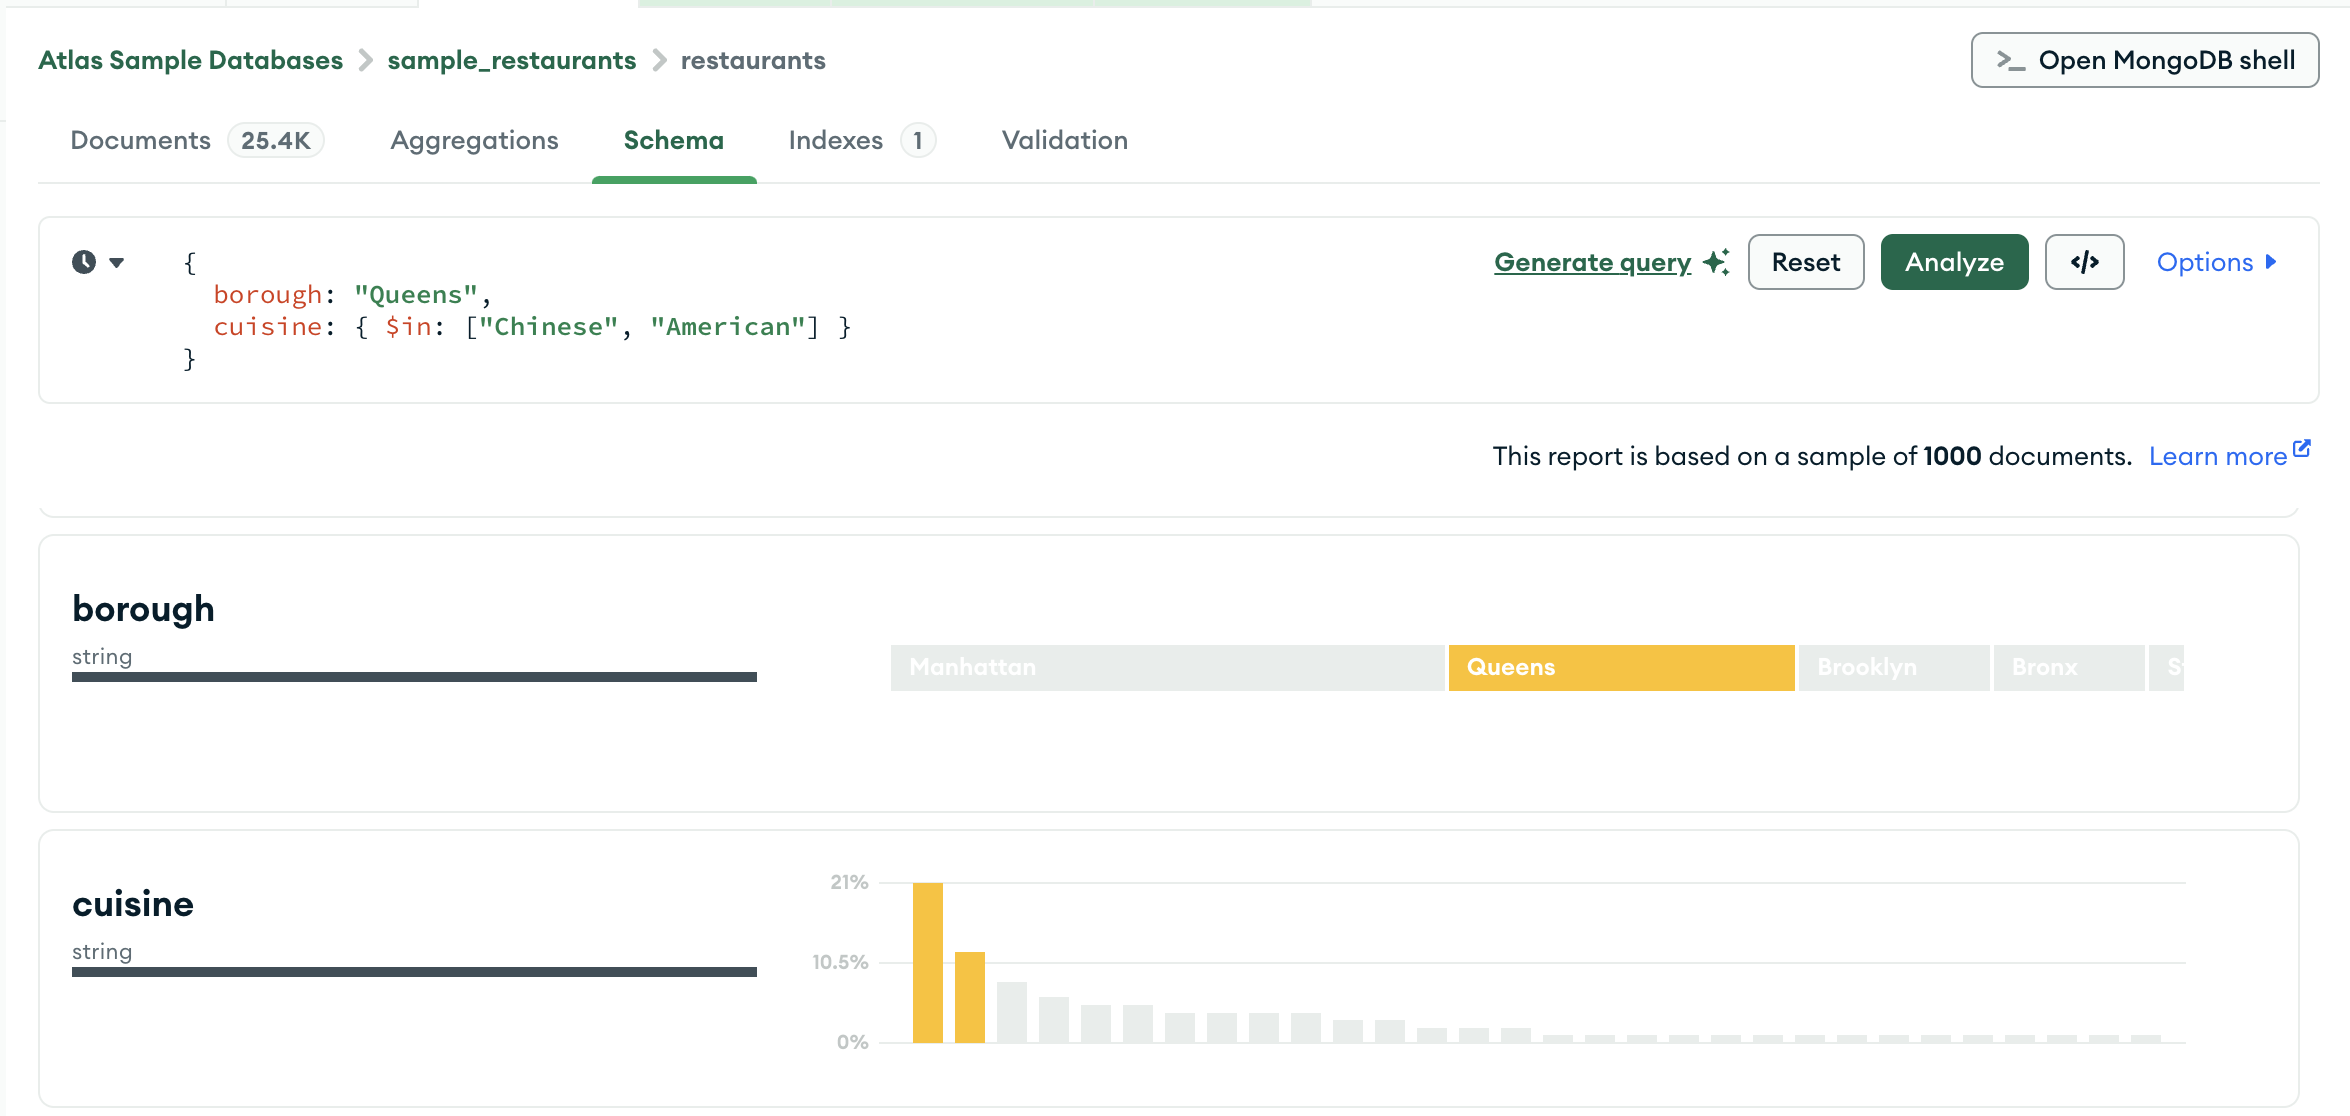 Atlas Sample Databases > sample_restaurants > restaurants
>_ Open MongoDB shell
Documents 25.4K Aggregations Schema Indexes 1 Validation
{
borough: "Queens",
cuisine: { $in: ["Chinese", "American"] }
}
Generate query Reset Analyze </> Options
This report is based on a sample of 1000 documents. Learn more
borough
string
Manhattan Queens Brooklyn Bronx
cuisine
string
21%
10.5%
0%